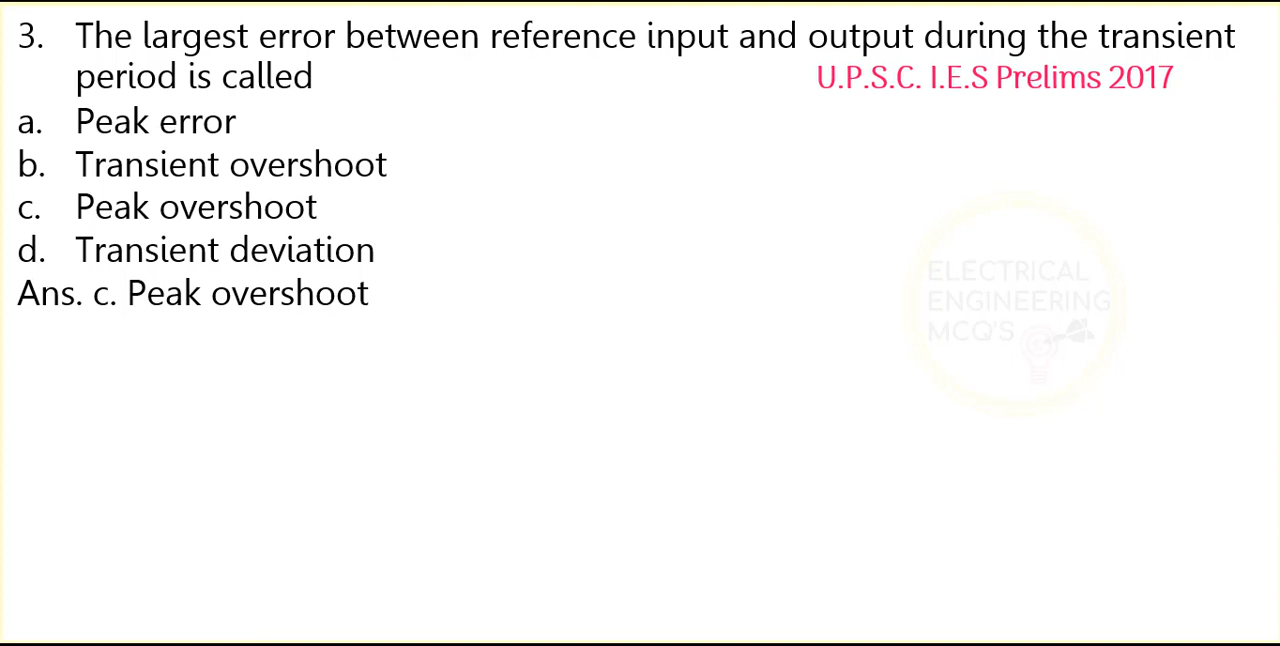 3. The largest error between reference input and output during the transient
period is called U.P.S.C. I.E.S Prelims 2017
a. Peak error
b. Transient overshoot
c. Peak overshoot
d. Transient deviation
Ans. c. Peak overshoot
ELECTRICAL
ENGINEERING
MCQ'S